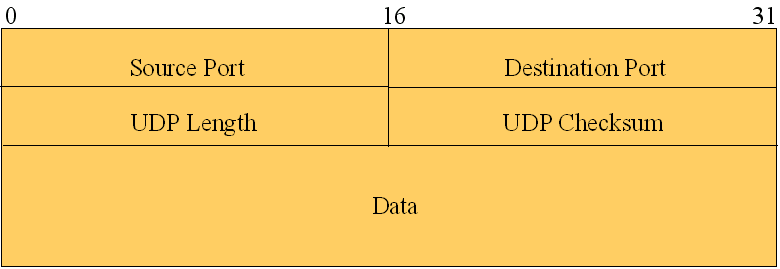 0 16 31
Source Port Destination Port
UDP Length UDP Checksum
Data